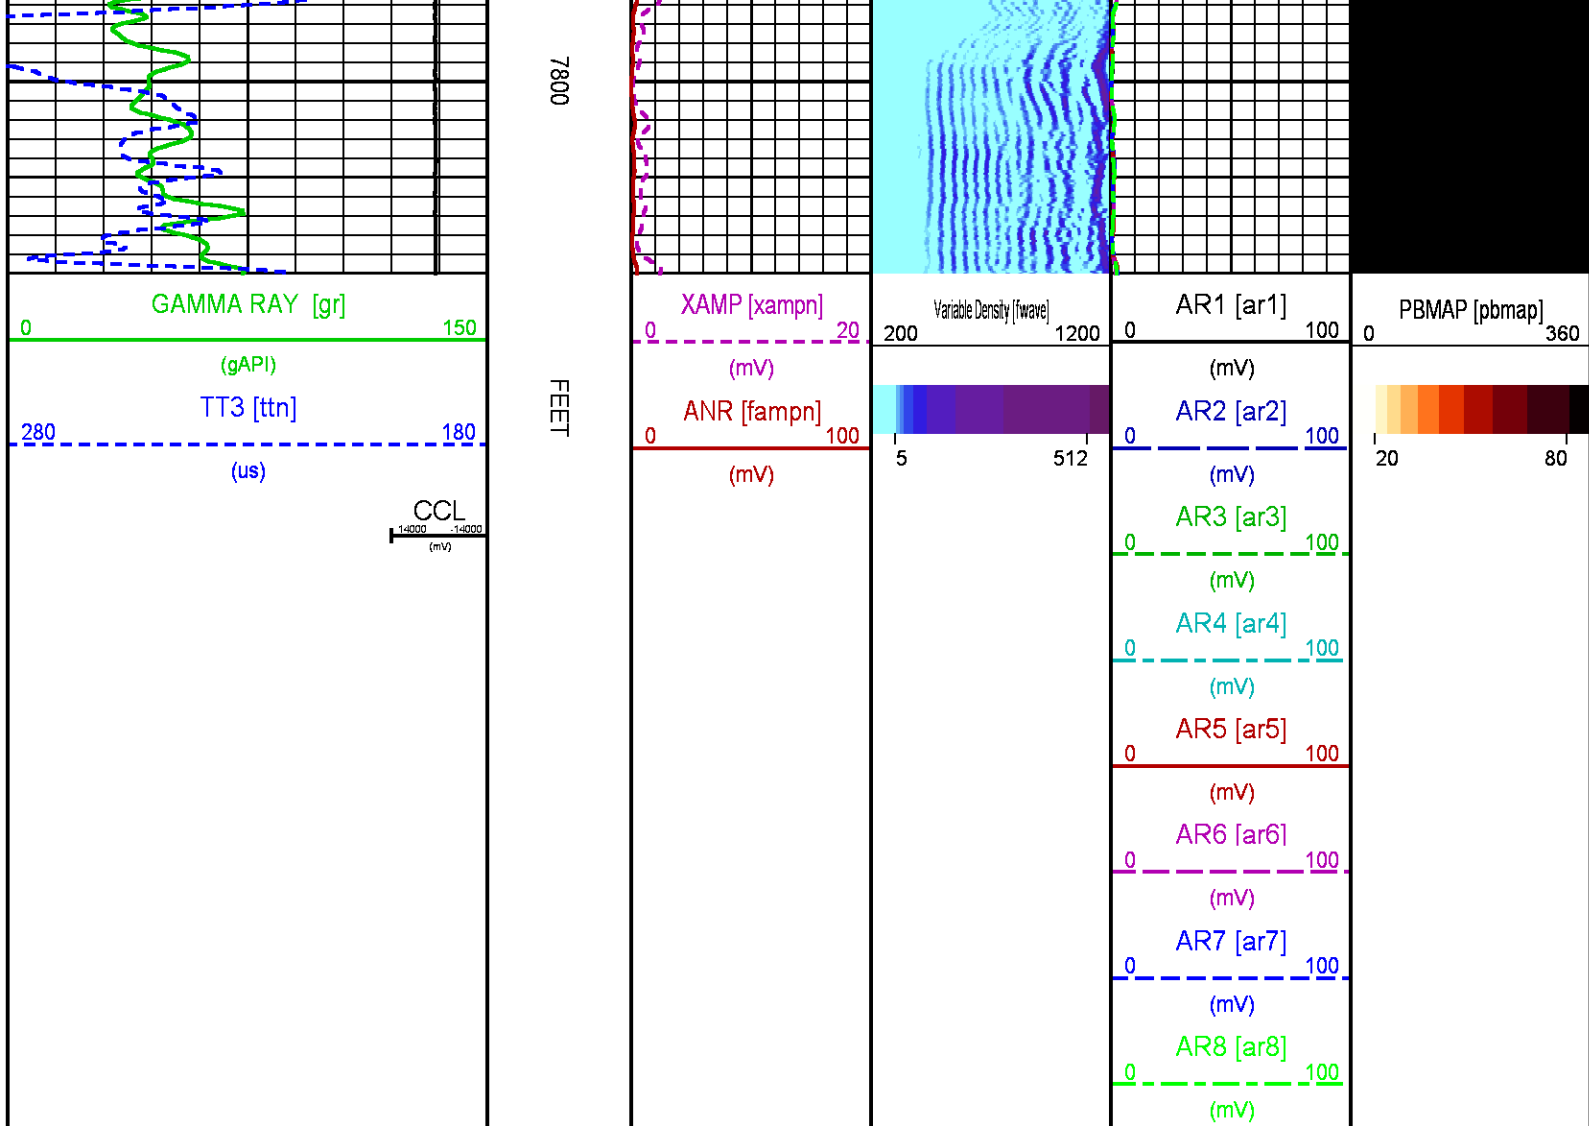 7800
FEET
GAMMA RAY [gr]
0 150
(gAPI)
TT3 [ttn]
280 180
(us)
CCL
14000 -14000
(mV)
XAMP [xampn]
0 20
(mV)
ANR [fampn]
0 100
(mV)
Variable Density [fwave]
200 1200
5 512
AR1 [ar1]
0 100
(mV)
AR2 [ar2]
0 100
(mV)
AR3 [ar3]
0 100
(mV)
AR4 [ar4]
0 100
(mV)
AR5 [ar5]
0 100
(mV)
AR6 [ar6]
0 100
(mV)
AR7 [ar7]
0 100
(mV)
AR8 [ar8]
0 100
(mV)
PBMAP [pbmap]
0 360
20 80